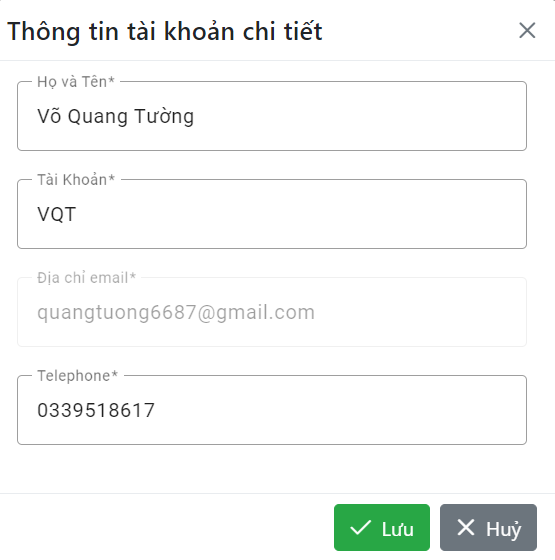 Thông tin tài khoản chi tiết
Họ và Tên*
Võ Quang Tường
Tài Khoản*
VQT
Địa chỉ email*
quangtuong6687@gmail.com
Telephone*
0339518617
Lưu
Huỷ